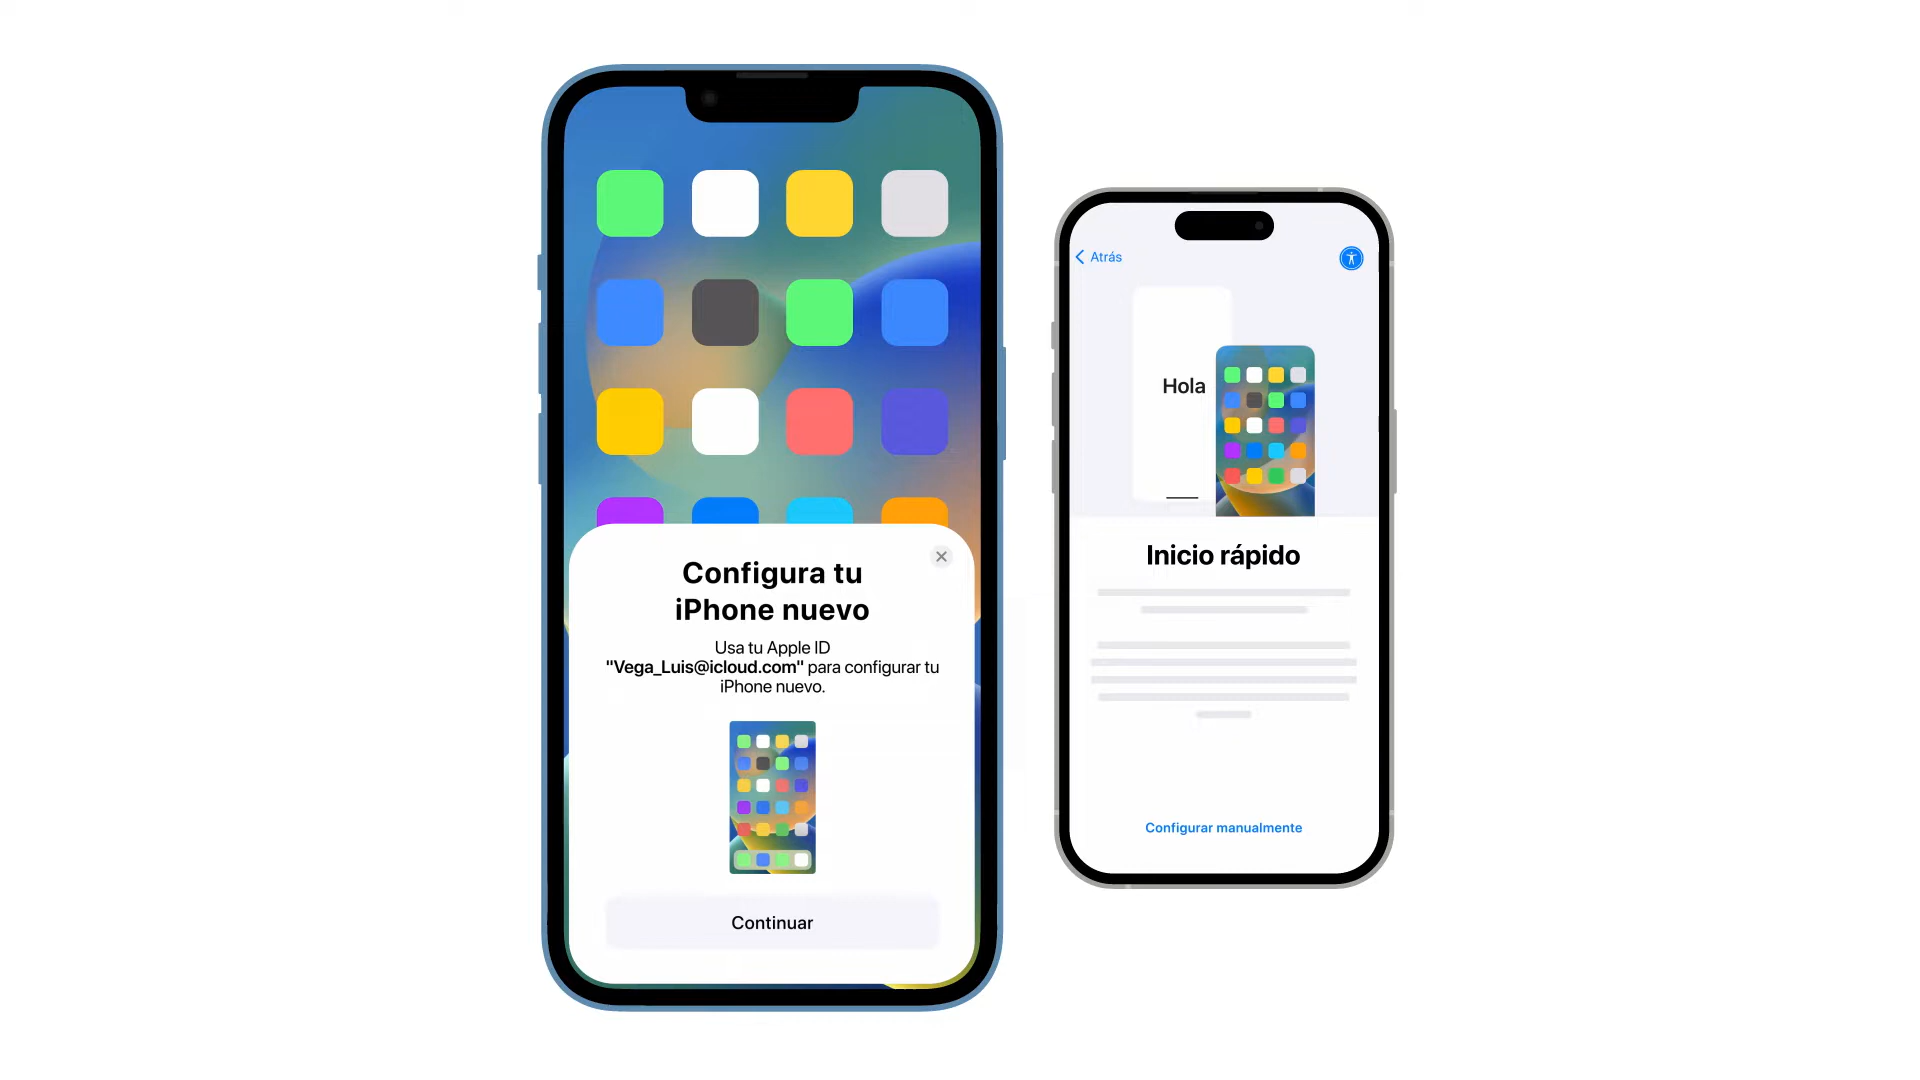 Configura tu
iPhone nuevo
Usa tu Apple ID
"Vega_Luis@icloud.com" para configurar tu
iPhone nuevo.
Continuar
Atrás
Hola
Inicio rápido
Configurar manualmente